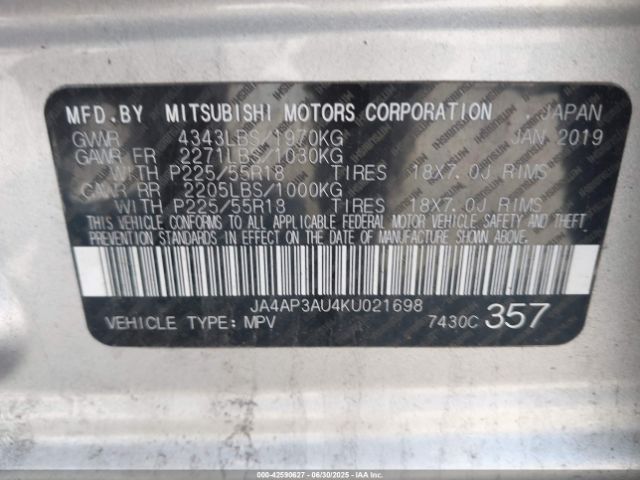 MFD.BY MITSUBISHI MOTORS CORPORATION , JAPAN
GVWR 4343LBS/1970KG JAN 2019
GAWR FR 2271LBS/1030KG
WITH P225/55R18 TIRES 18X7.0J RIMS
GAWR RR 2205LBS/1000KG
WITH P225/55R18 TIRES 18X7.0J RIMS
THIS VEHICLE CONFORMS TO ALL APPLICABLE FEDERAL MOTOR VEHICLE SAFETY AND THEFT
PREVENTION STANDARDS IN EFFECT ON THE DATE OF MANUFACTURE SHOWN ABOVE.
JA4AP3AU4KU021698
VEHICLE TYPE: MPV 7430C 357
000-42590627 - 06/30/2025 - IAAI.COM